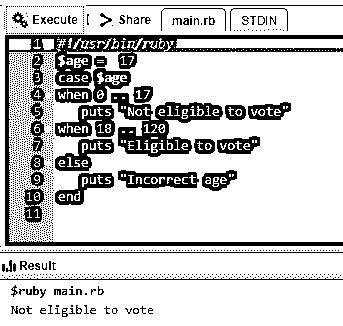 Execute Share main.rb STDIN
1 #!/usr/bin/ruby
2 $age = 17
3 case $age
4 when 0 .. 17
5 puts "Not eligible to vote"
6 when 18 .. 120
7 puts "Eligible to vote"
8 else
9 puts "Incorrect age"
10 end
11
Result
$ruby main.rb
Not eligible to vote